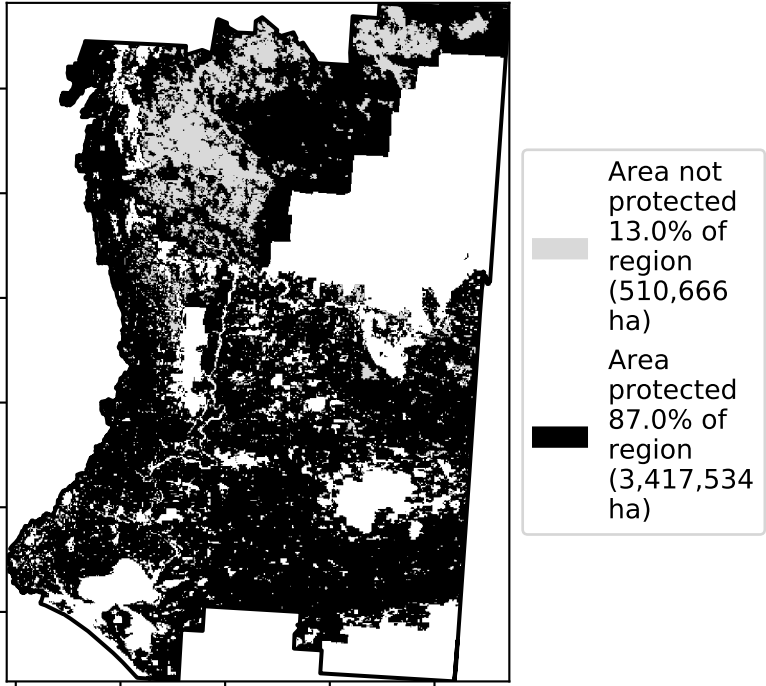 Area not
protected
13.0% of
region
(510,666
ha)
Area
protected
87.0% of
region
(3,417,534
ha)